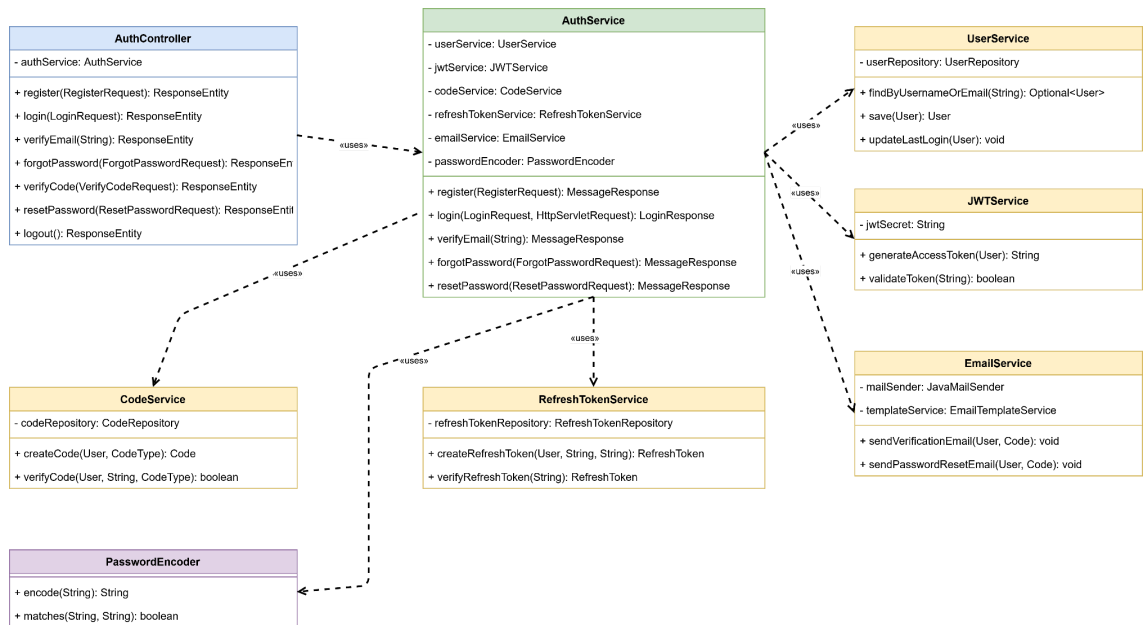 AuthController
- authService: AuthService
+ register(RegisterRequest): ResponseEntity
+ login(LoginRequest): ResponseEntity
+ verifyEmail(String): ResponseEntity
+ forgotPassword(ForgotPasswordRequest): ResponseEn
+ verifyCode(VerifyCodeRequest): ResponseEntity
+ resetPassword(ResetPasswordRequest): ResponseEntit
+ logout(): ResponseEntity
«uses»
AuthService
- userService: UserService
- jwtService: JWTService
- codeService: CodeService
- refreshTokenService: RefreshTokenService
- emailService: EmailService
- passwordEncoder: PasswordEncoder
+ register(RegisterRequest): MessageResponse
+ login(LoginRequest, HttpServletRequest): LoginResponse
+ verifyEmail(String): MessageResponse
+ forgotPassword(ForgotPasswordRequest): MessageResponse
+ resetPassword(ResetPasswordRequest): MessageResponse
«uses»
«uses»
«uses»
UserService
- userRepository: UserRepository
+ findByUsernameOrEmail(String): Optional<User>
+ save(User): User
+ updateLastLogin(User): void
JWTService
- jwtSecret: String
+ generateAccessToken(User): String
+ validateToken(String): boolean
EmailService
- mailSender: JavaMailSender
- templateService: EmailTemplateService
+ sendVerificationEmail(User, Code): void
+ sendPasswordResetEmail(User, Code): void
«uses»
«uses»
«uses»
CodeService
- codeRepository: CodeRepository
+ createCode(User, CodeType): Code
+ verifyCode(User, String, CodeType): boolean
RefreshTokenService
- refreshTokenRepository: RefreshTokenRepository
+ createRefreshToken(User, String, String): RefreshToken
+ verifyRefreshToken(String): RefreshToken
PasswordEncoder
+ encode(String): String
+ matches(String, String): boolean